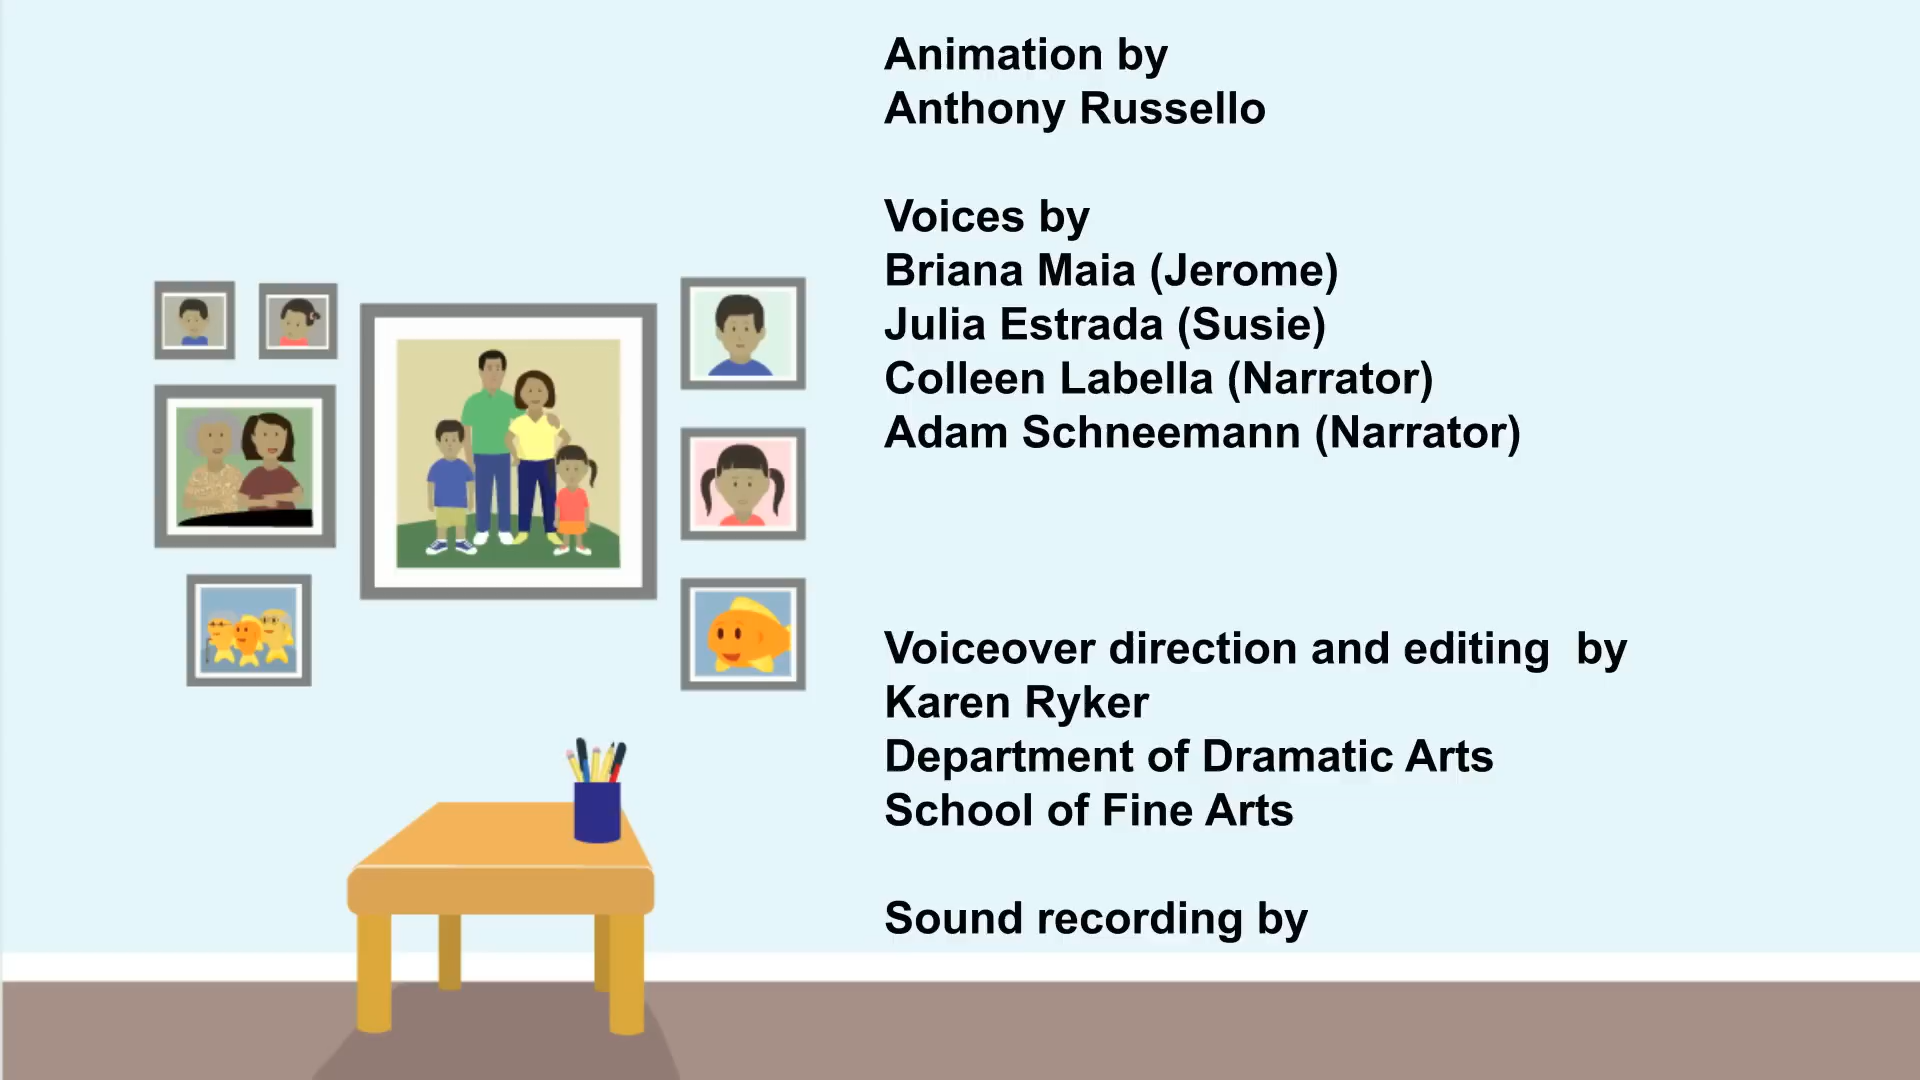 Animation by
Anthony Russello
Voices by
Briana Maia (Jerome)
Julia Estrada (Susie)
Colleen Labella (Narrator)
Adam Schneemann (Narrator)
Voiceover direction and editing  by
Karen Ryker
Department of Dramatic Arts
School of Fine Arts
Sound recording by